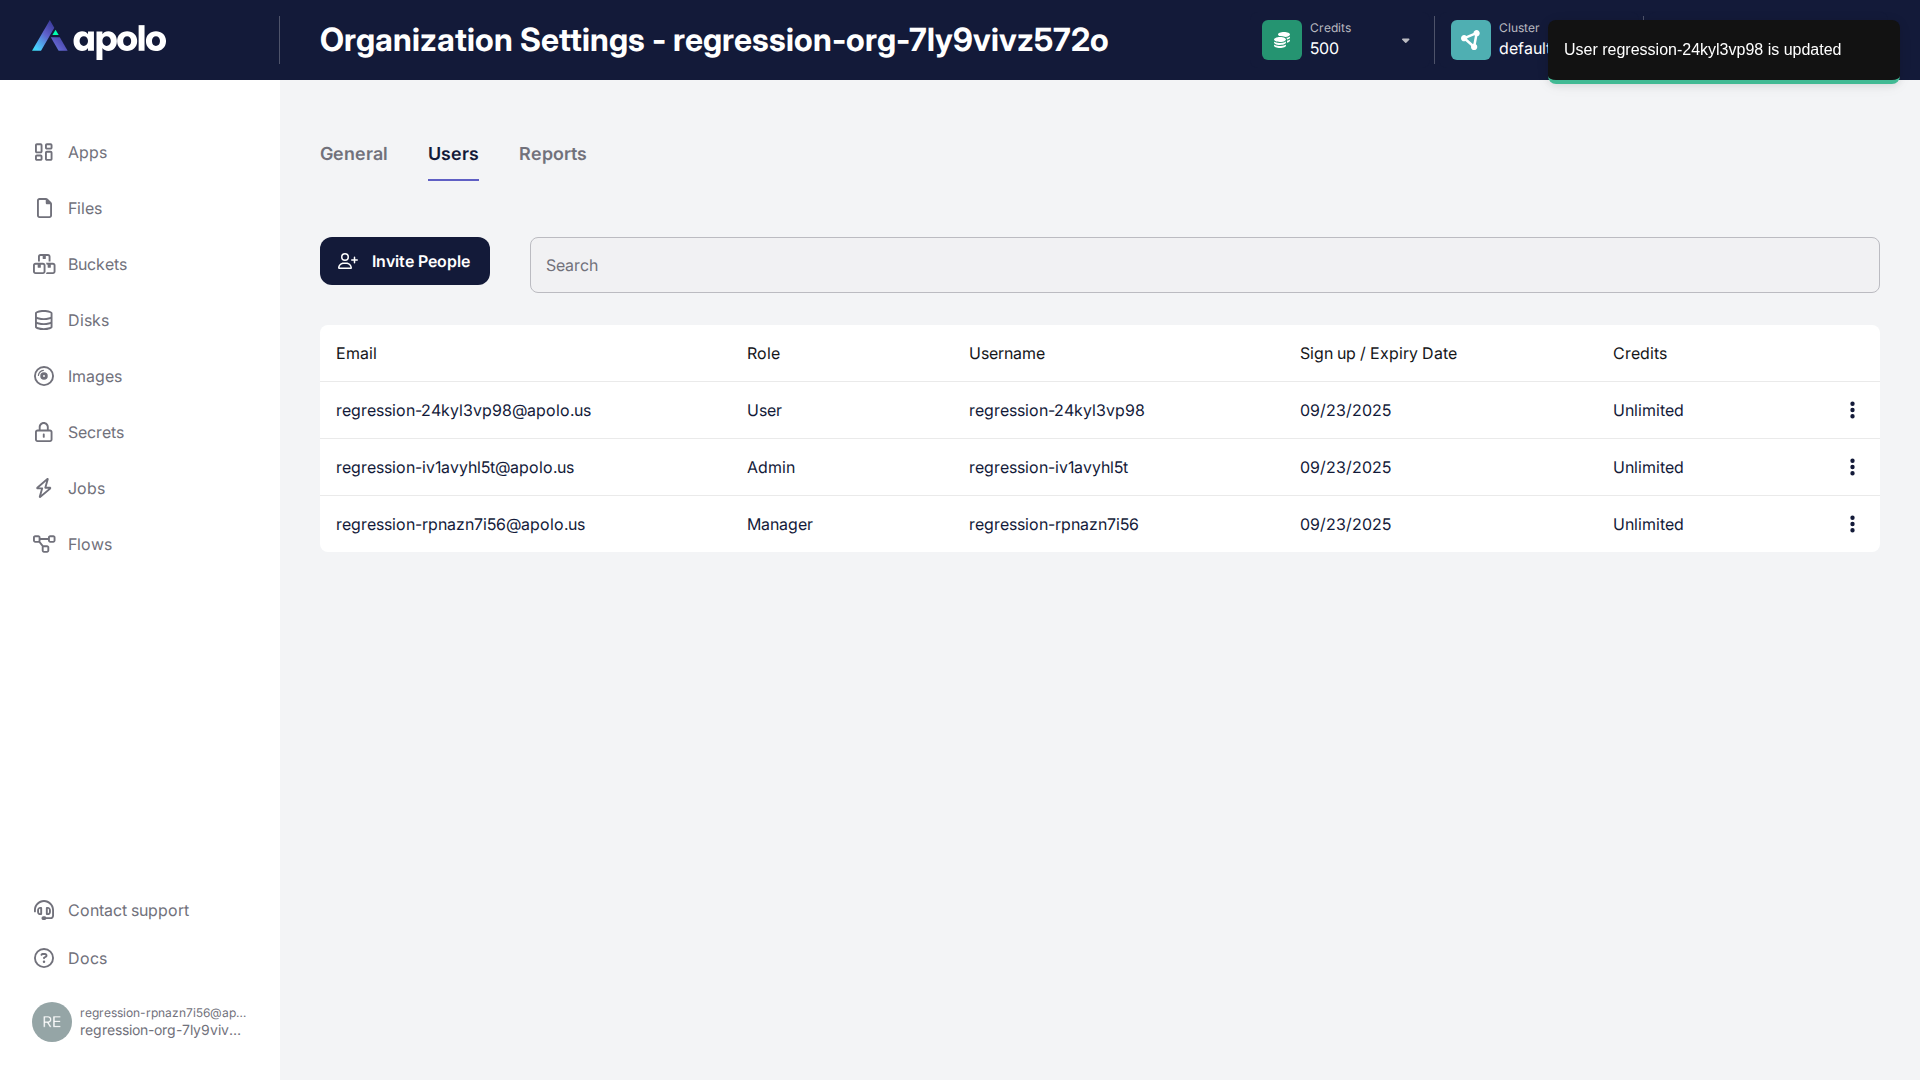 apolo
Organization Settings - regression-org-7ly9vivz572o
Credits
500
Cluster
default
User regression-24kyl3vp98 is updated
Apps
Files
Buckets
Disks
Images
Secrets
Jobs
Flows
General Users Reports
Invite People
Search
Email Role Username Sign up / Expiry Date Credits
regression-24kyl3vp98@apolo.us User regression-24kyl3vp98 09/23/2025 Unlimited
regression-iv1avyhl5t@apolo.us Admin regression-iv1avyhl5t 09/23/2025 Unlimited
regression-rpnazn7i56@apolo.us Manager regression-rpnazn7i56 09/23/2025 Unlimited
Contact support
Docs
RE
regression-rpnazn7i56@ap...
regression-org-7ly9viv...